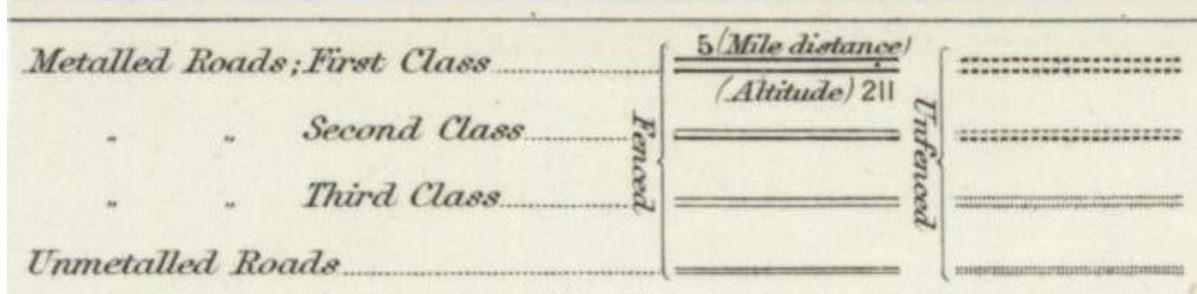 Metalled Roads; First Class 5 (Mile distance)
(Altitude) 211
„ „ Second Class
„ „ Third Class
Unmetalled Roads
Fenced
Unfenced